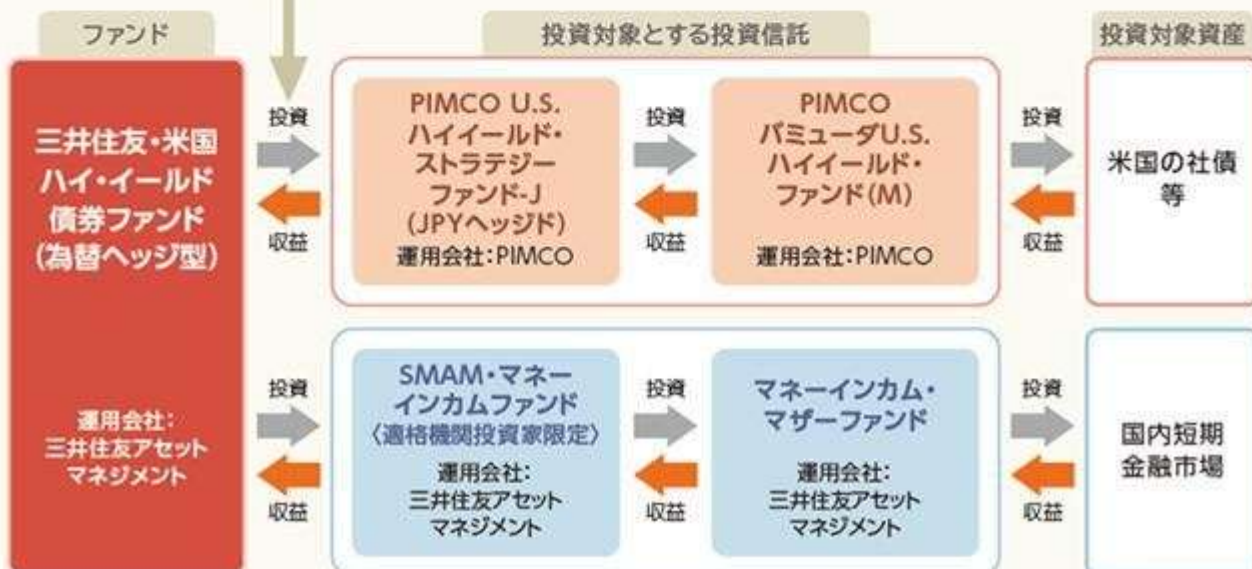 ファンド
投資対象とする投資信託
投資対象資産
三井住友・米国
ハイ・イールド
債券ファンド
(為替ヘッジ型)
運用会社:
三井住友アセット
マネジメント
投資
収益
PIMCO U.S.
ハイイールド・
ストラテジー
ファンド-J
(JPYヘッジド)
運用会社:PIMCO
投資
収益
PIMCO
バミューダU.S.
ハイイールド・
ファンド(M)
運用会社:PIMCO
投資
収益
米国の社債
等
投資
収益
SMAM・マネー
インカムファンド
〈適格機関投資家限定〉
運用会社:
三井住友アセット
マネジメント
投資
収益
マネーインカム・
マザーファンド
運用会社:
三井住友アセット
マネジメント
投資
収益
国内短期
金融市場